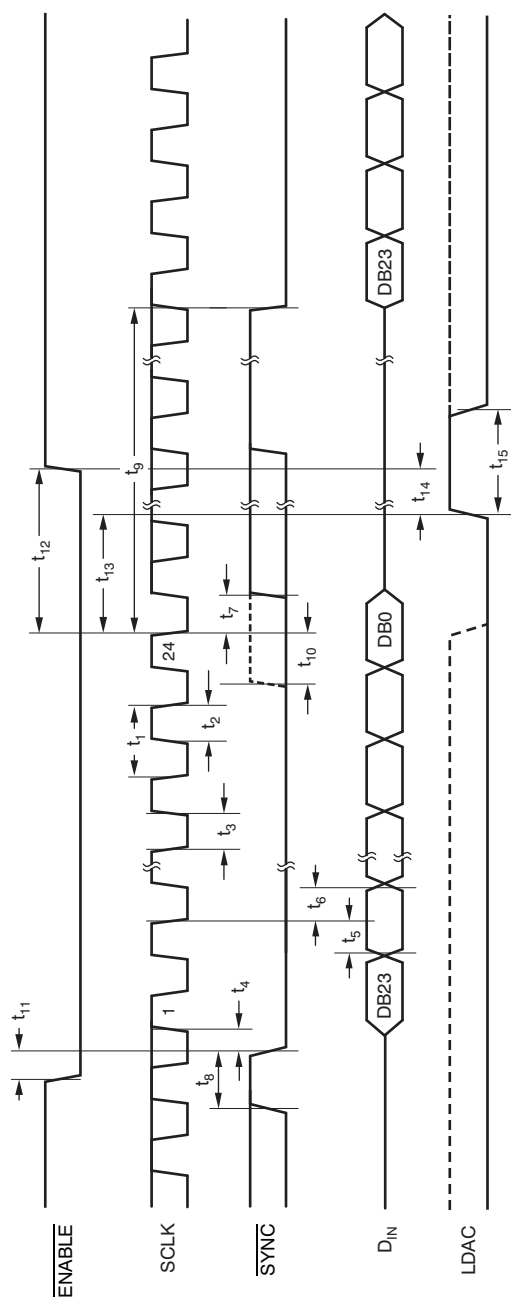 ENABLE
t11
t12
t13
SCLK
1
24
t1
t2
t3
t4
t9
SYNC
t8
t7
t10
DIN
DB23
t5
t6
DB0
DB23
LDAC
t14
t15